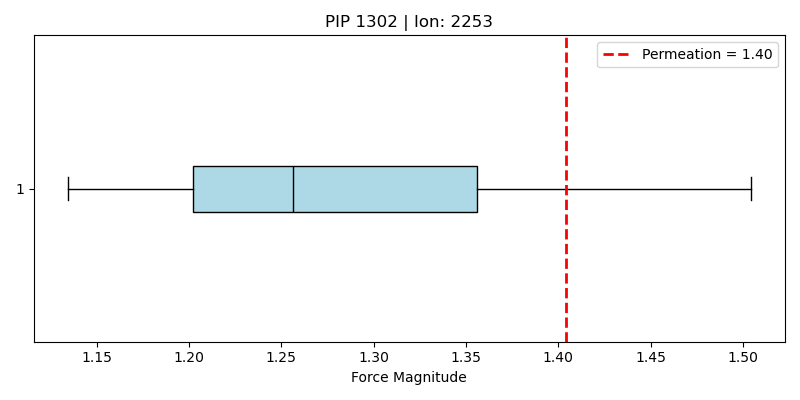 PIP 1302 | Ion: 2253
Permeation = 1.40
1
1.15 1.20 1.25 1.30 1.35 1.40 1.45 1.50
Force Magnitude